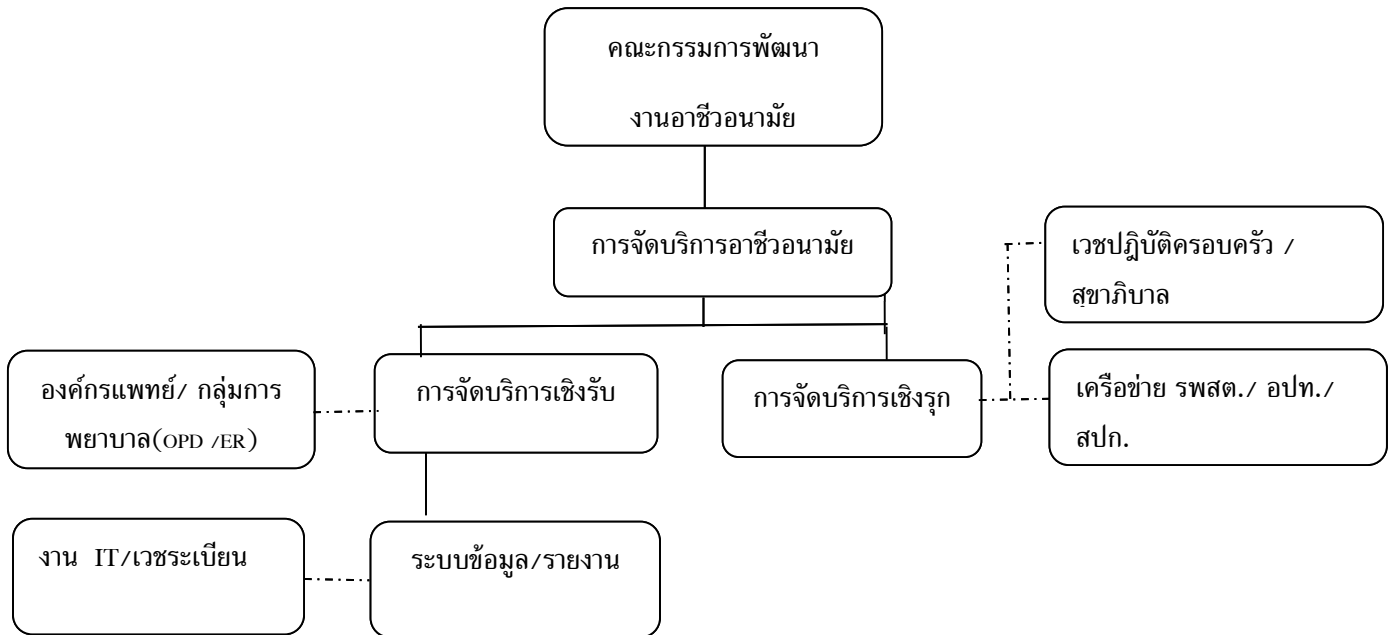 คณะกรรมการพัฒนา
งานอาชีวอนามัย
การจัดบริการอาชีวอนามัย
เวชปฎิบัติครอบครัว /
สุขาภิบาล
องค์กรแพทย์/ กลุ่มการ
พยาบาล(OPD /ER)
การจัดบริการเชิงรับ
การจัดบริการเชิงรุก
เครือข่าย รพสต./ อปท./
สปก.
งาน IT/เวชระเบียน
ระบบข้อมูล/รายงาน